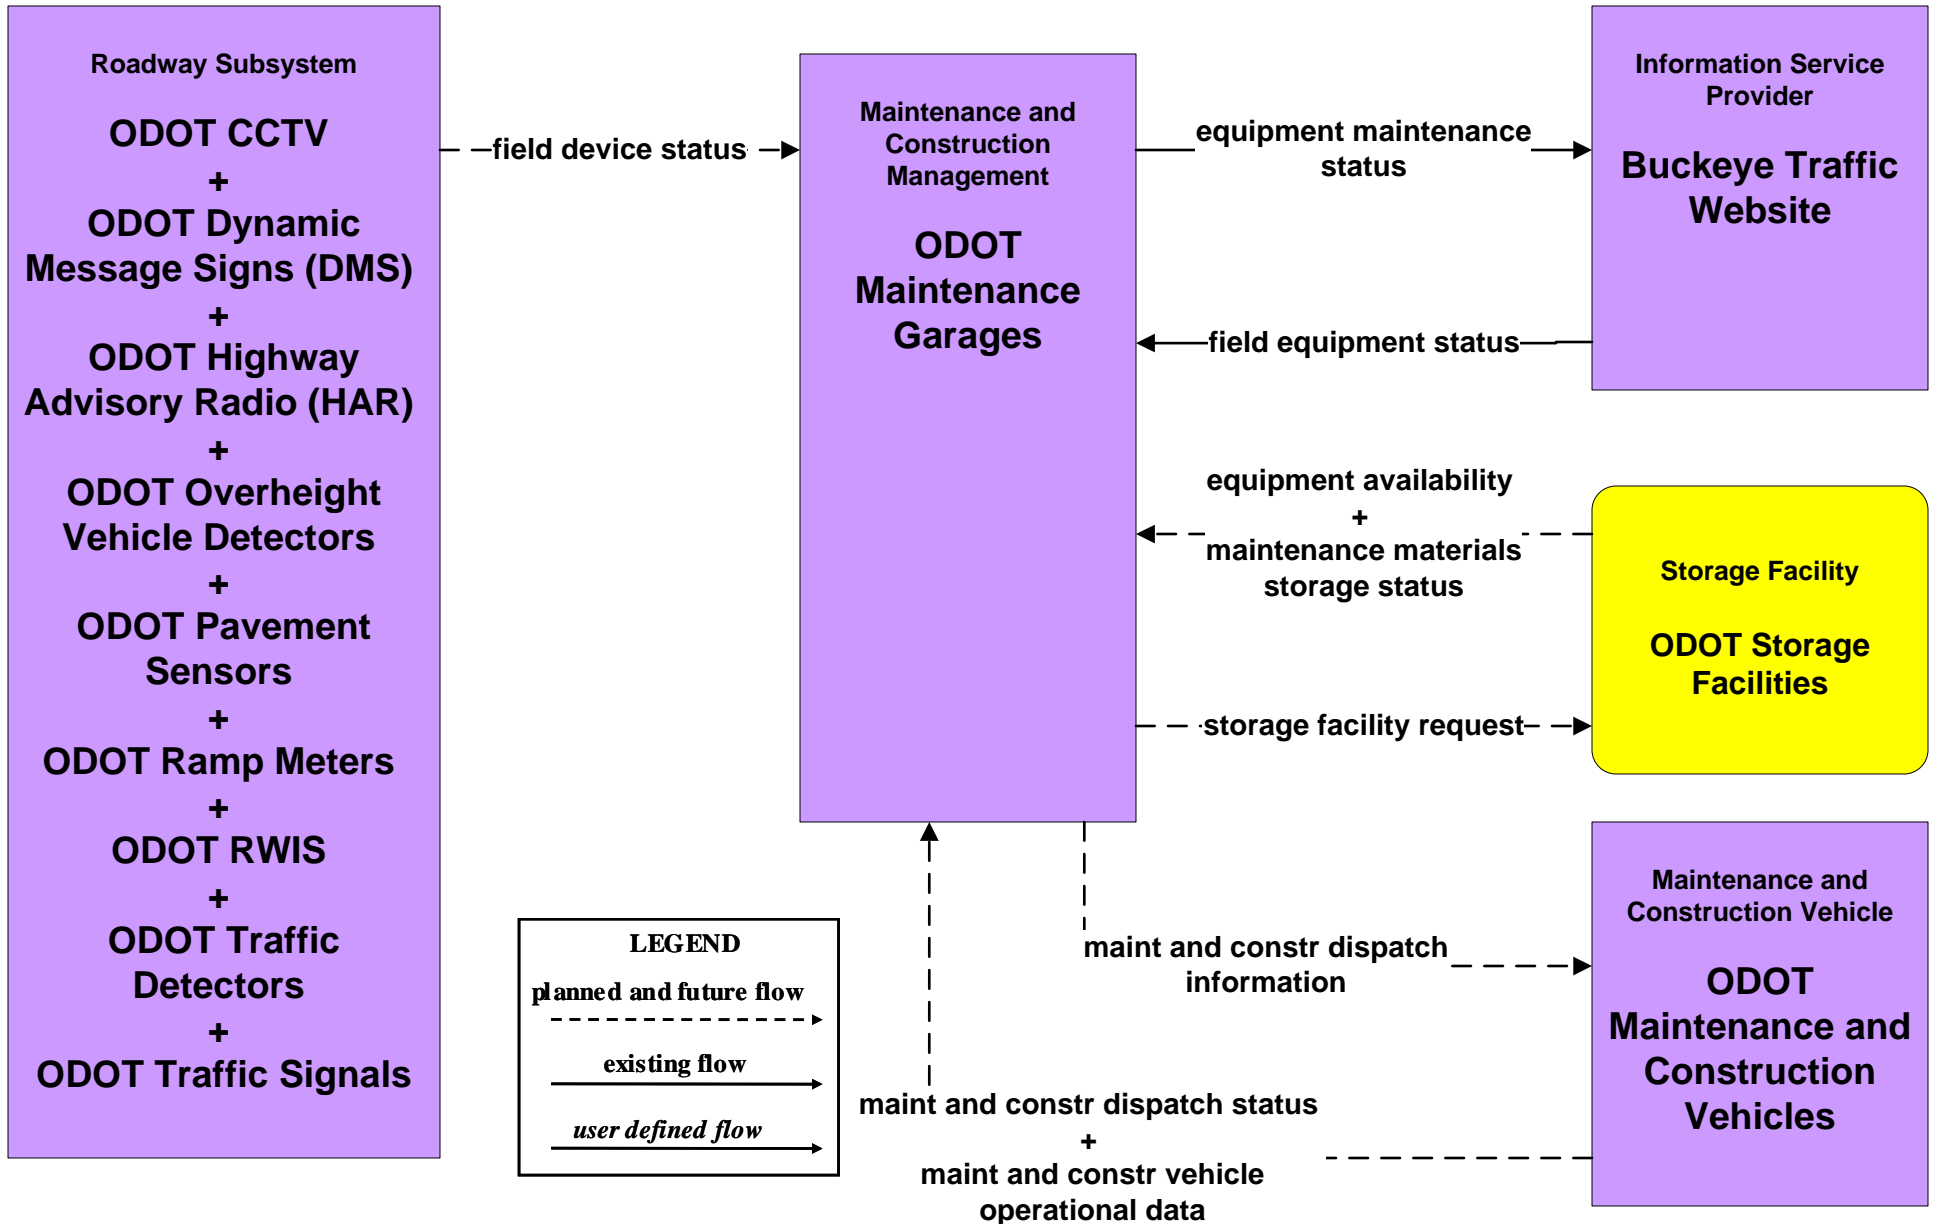 Roadway Subsystem
ODOT CCTV
+
ODOT Dynamic
Message Signs (DMS)
+
ODOT Highway
Advisory Radio (HAR)
+
ODOT Overheight
Vehicle Detectors
+
ODOT Pavement
Sensors
+
ODOT Ramp Meters
+
ODOT RWIS
+
ODOT Traffic
Detectors
+
ODOT Traffic Signals
field device status
Maintenance and
Construction
Management
ODOT
Maintenance
Garages
equipment maintenance
status
field equipment status
equipment availability
+
maintenance materials
storage status
storage facility request
maint and constr dispatch
information
maint and constr dispatch status
+
maint and constr vehicle
operational data
Information Service
Provider
Buckeye Traffic
Website
Storage Facility
ODOT Storage
Facilities
Maintenance and
Construction Vehicle
ODOT
Maintenance and
Construction
Vehicles
LEGEND
planned and future flow
existing flow
user defined flow